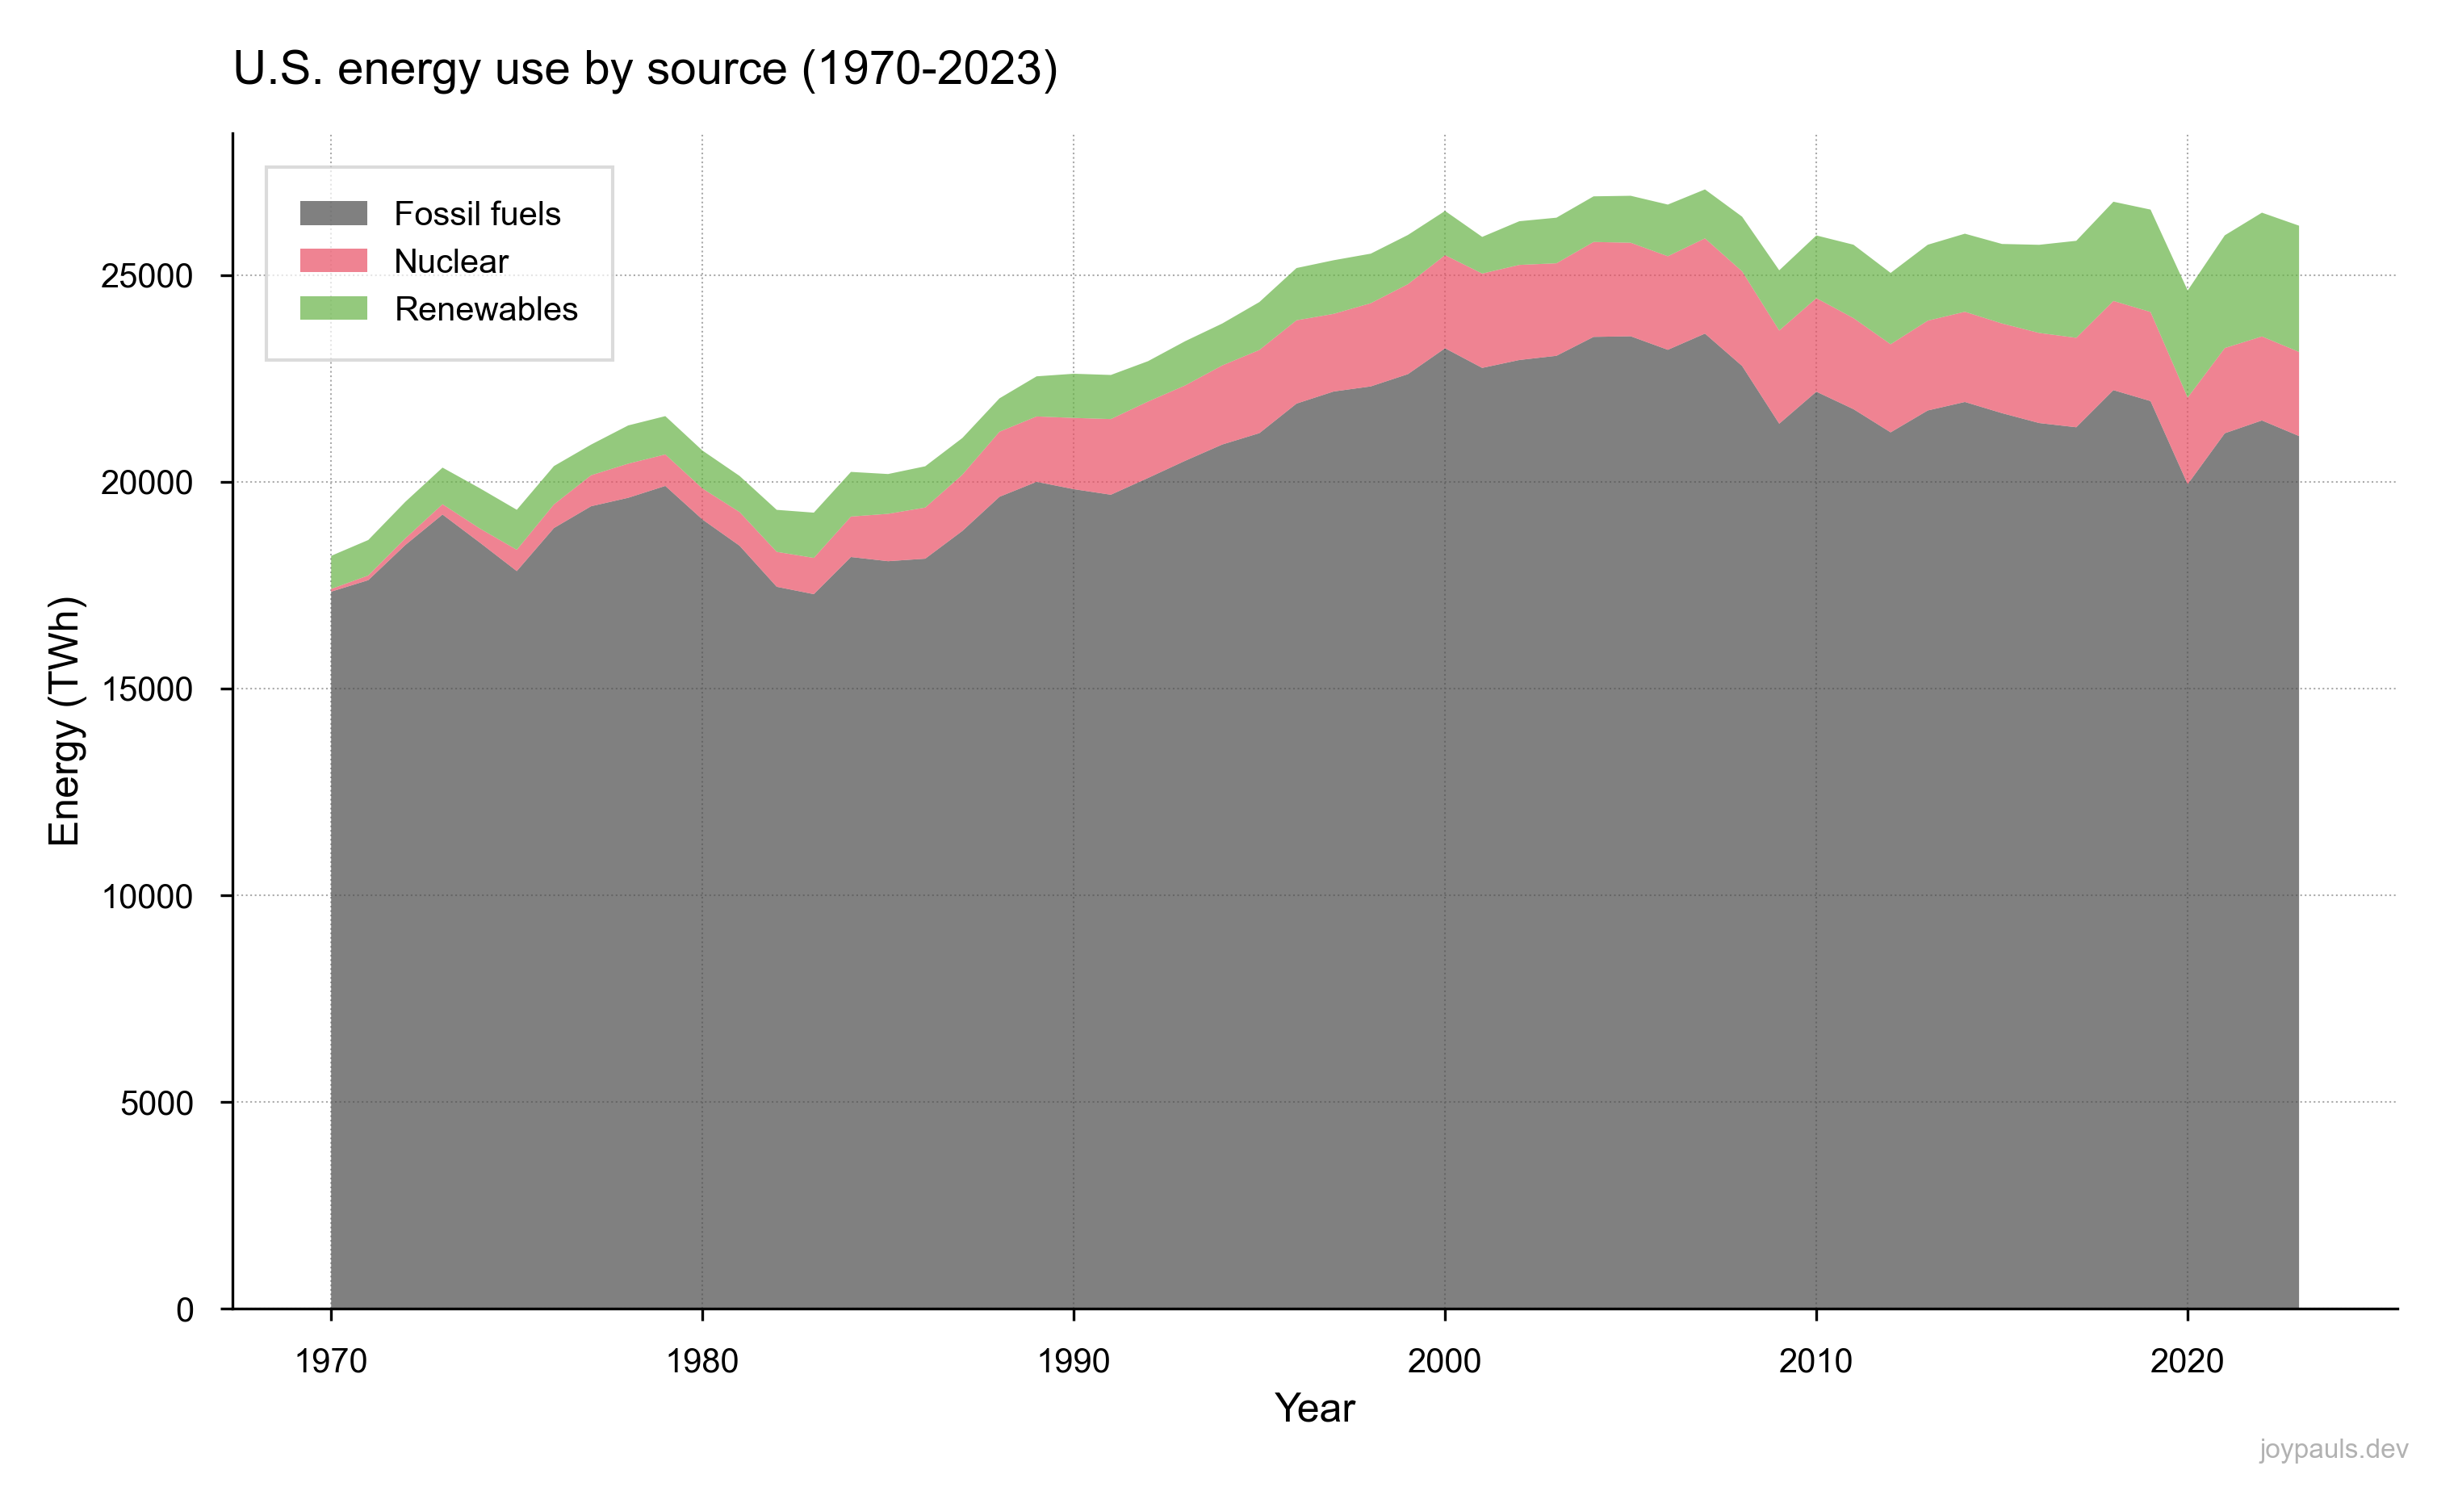 U.S. energy use by source (1970-2023)
Fossil fuels
Nuclear
Renewables
25000
20000
15000
10000
5000
0
Energy (TWh)
1970 1980 1990 2000 2010 2020
Year
joypauls.dev